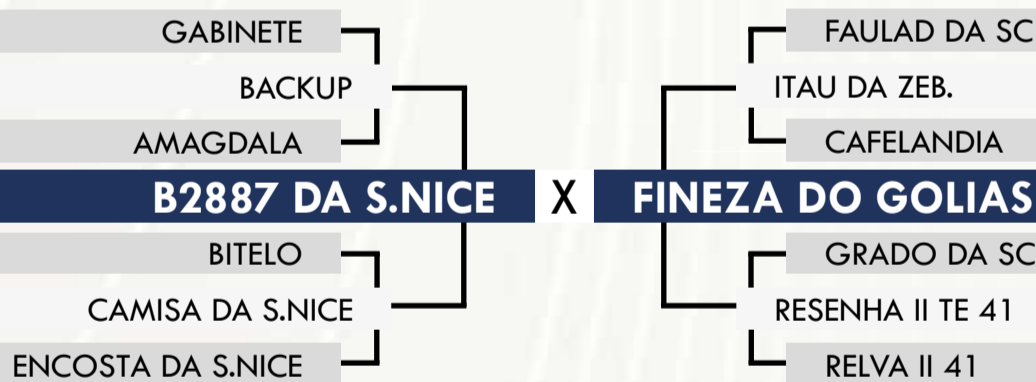 GABINETE
BACKUP
AMAGDALA
B2887 DA S.NICE
BITELO
CAMISA DA S.NICE
ENCOSTA DA S.NICE
X
FAULAD DA SC
ITAU DA ZEB.
CAFELANDIA
FINEZA DO GOLIAS
GRADO DA SC
RESENHA II TE 41
RELVA II 41